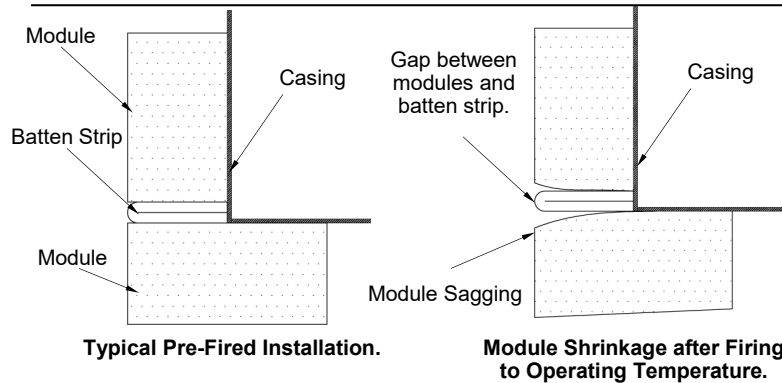 Module
Casing
Batten Strip
Module
Typical Pre-Fired Installation.
Gap between
modules and
batten strip.
Casing
Module Sagging
Module Shrinkage after Firing
to Operating Temperature.